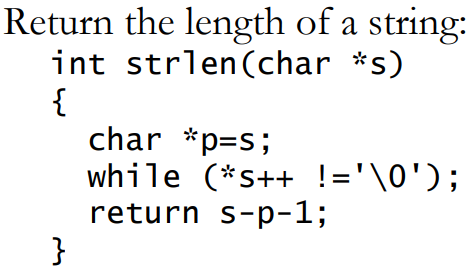 Return the length of a string:
int strlen(char *s)
{
char *p=s;
while (*s++ !='\0');
return s-p-1;
}